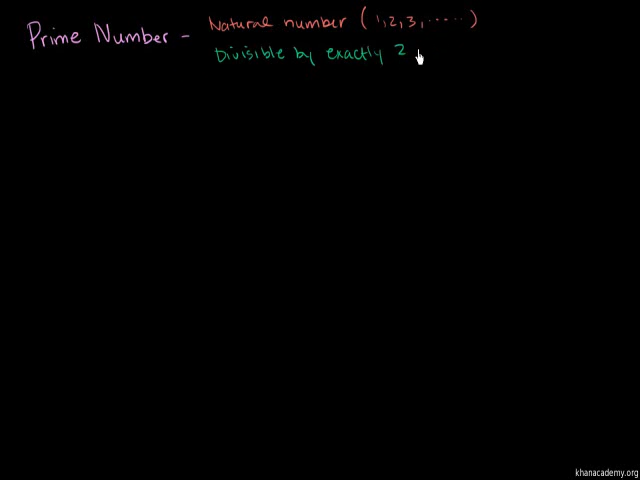 Prime Number - Natural number (1,2,3,.....)
Divisible by exactly 2
khanacademy.org